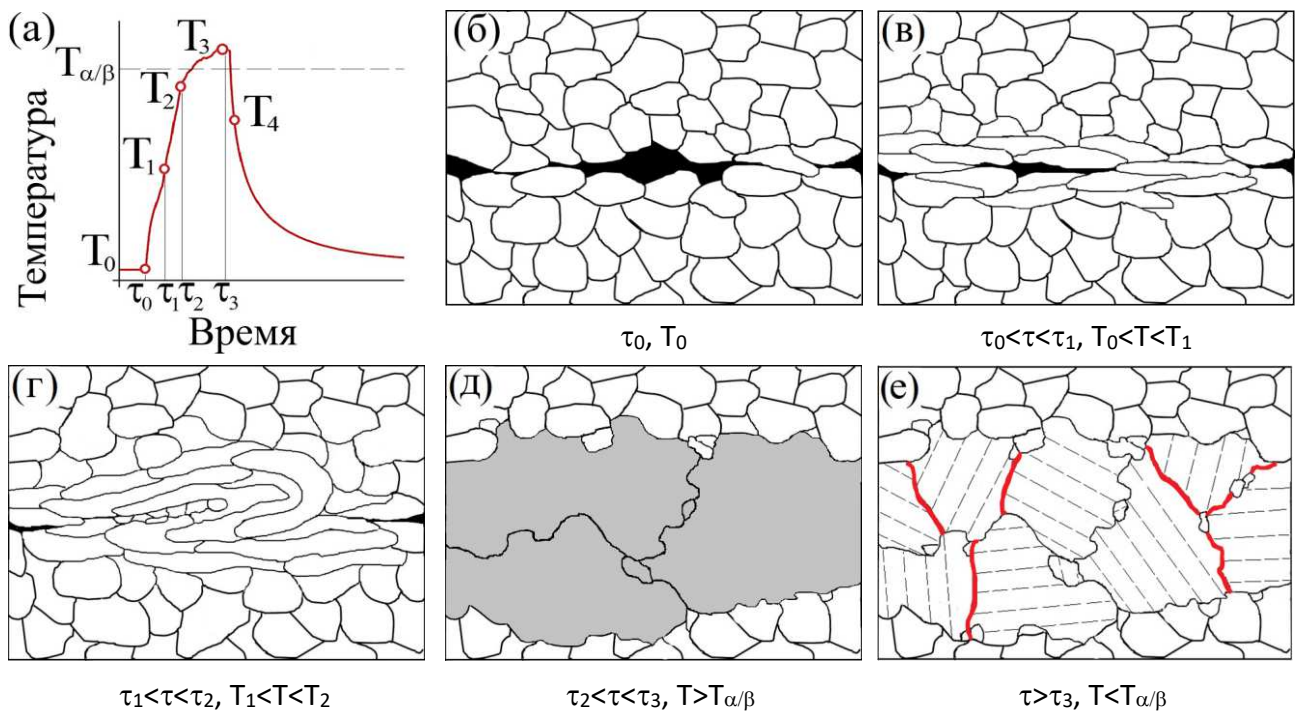 (а)
Температура
Tα/β
T3
T2
T4
T1
T0
τ0 τ1 τ2 τ3
Время
(б)
τ0, T0
(в)
τ0<τ<τ1, T0<T<T1
(г)
τ1<τ<τ2, T1<T<T2
(д)
τ2<τ<τ3, T>Tα/β
(е)
τ>τ3, T<Tα/β